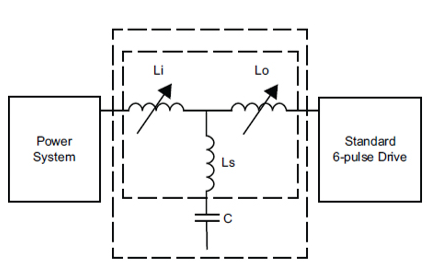 Li
Lo
Power
System
Standard
6-pulse Drive
Ls
C